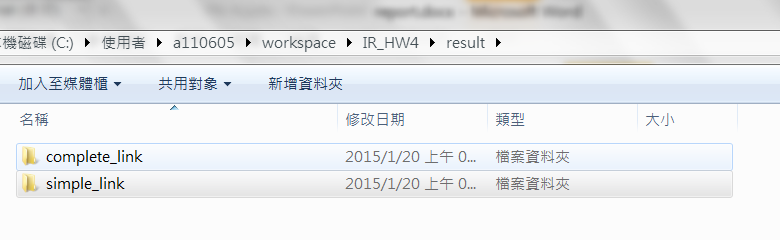 Microsoft Word
機磁碟 (C:) ▸ 使用者 ▸ a110605 ▸ workspace ▸ IR_HW4 ▸ result ▸
加入至媒體櫃 ▾ 共用對象 ▾ 新增資料夾
名稱 修改日期 類型 大小
complete_link 2015/1/20 上午 0... 檔案資料夾
simple_link 2015/1/20 上午 0... 檔案資料夾